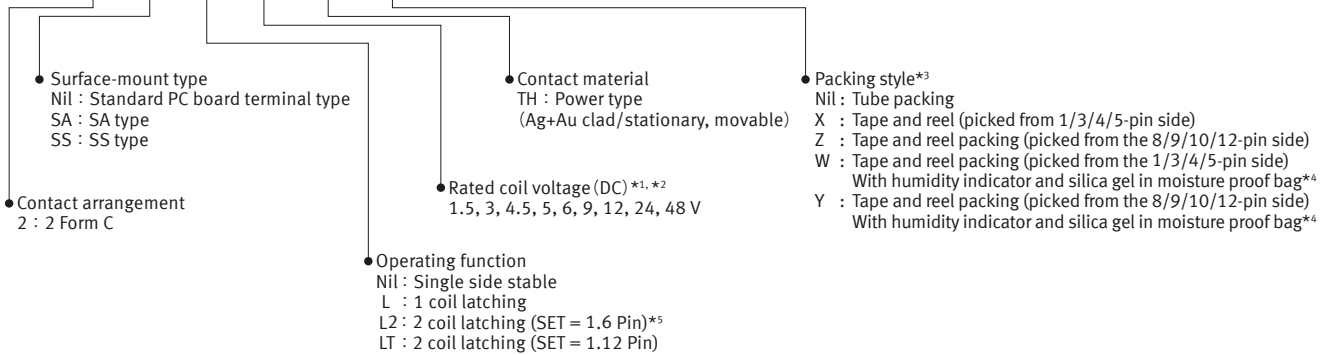 Surface-mount type
Nil : Standard PC board terminal type
SA : SA type
SS : SS type
Contact material
TH : Power type
(Ag+Au clad/stationary, movable)
Packing style*3
Nil : Tube packing
X : Tape and reel (picked from 1/3/4/5-pin side)
Z : Tape and reel packing (picked from the 8/9/10/12-pin side)
W : Tape and reel packing (picked from the 1/3/4/5-pin side)
With humidity indicator and silica gel in moisture proof bag*4
Y : Tape and reel packing (picked from the 8/9/10/12-pin side)
With humidity indicator and silica gel in moisture proof bag*4
Rated coil voltage (DC) *1, *2
1.5, 3, 4.5, 5, 6, 9, 12, 24, 48 V
Contact arrangement
2 : 2 Form C
Operating function
Nil : Single side stable
L : 1 coil latching
L2 : 2 coil latching (SET = 1.6 Pin)*5
LT : 2 coil latching (SET = 1.12 Pin)